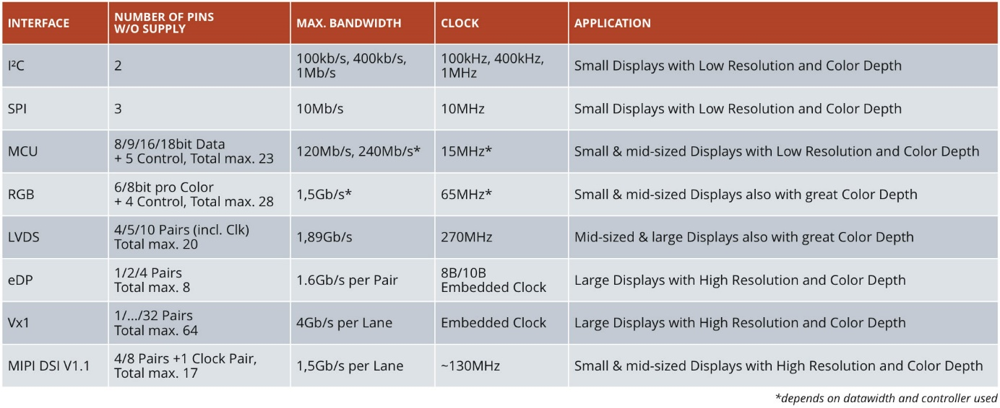 INTERFACE
NUMBER OF PINS
W/O SUPPLY
MAX. BANDWIDTH
CLOCK
APPLICATION
I²C
2
100kb/s, 400kb/s,
1Mb/s
100kHz, 400kHz,
1MHz
Small Displays with Low Resolution and Color Depth
SPI
3
10Mb/s
10MHz
Small Displays with Low Resolution and Color Depth
MCU
8/9/16/18bit Data
+ 5 Control, Total max. 23
120Mb/s, 240Mb/s*
15MHz*
Small & mid-sized Displays with Low Resolution and Color Depth
RGB
6/8bit pro Color
+ 4 Control, Total max. 28
1,5Gb/s*
65MHz*
Small & mid-sized Displays also with great Color Depth
LVDS
4/5/10 Pairs (incl. Clk)
Total max. 20
1,89Gb/s
270MHz
Mid-sized & large Displays also with great Color Depth
eDP
1/2/4 Pairs
Total max. 8
1.6Gb/s per Pair
8B/10B
Embedded Clock
Large Displays with High Resolution and Color Depth
Vx1
1/.../32 Pairs
Total max. 64
4Gb/s per Lane
Embedded Clock
Large Displays with High Resolution and Color Depth
MIPI DSI V1.1
4/8 Pairs +1 Clock Pair,
Total max. 17
1,5Gb/s per Lane
~130MHz
Small & mid-sized Displays with High Resolution and Color Depth
*depends on datawidth and controller used